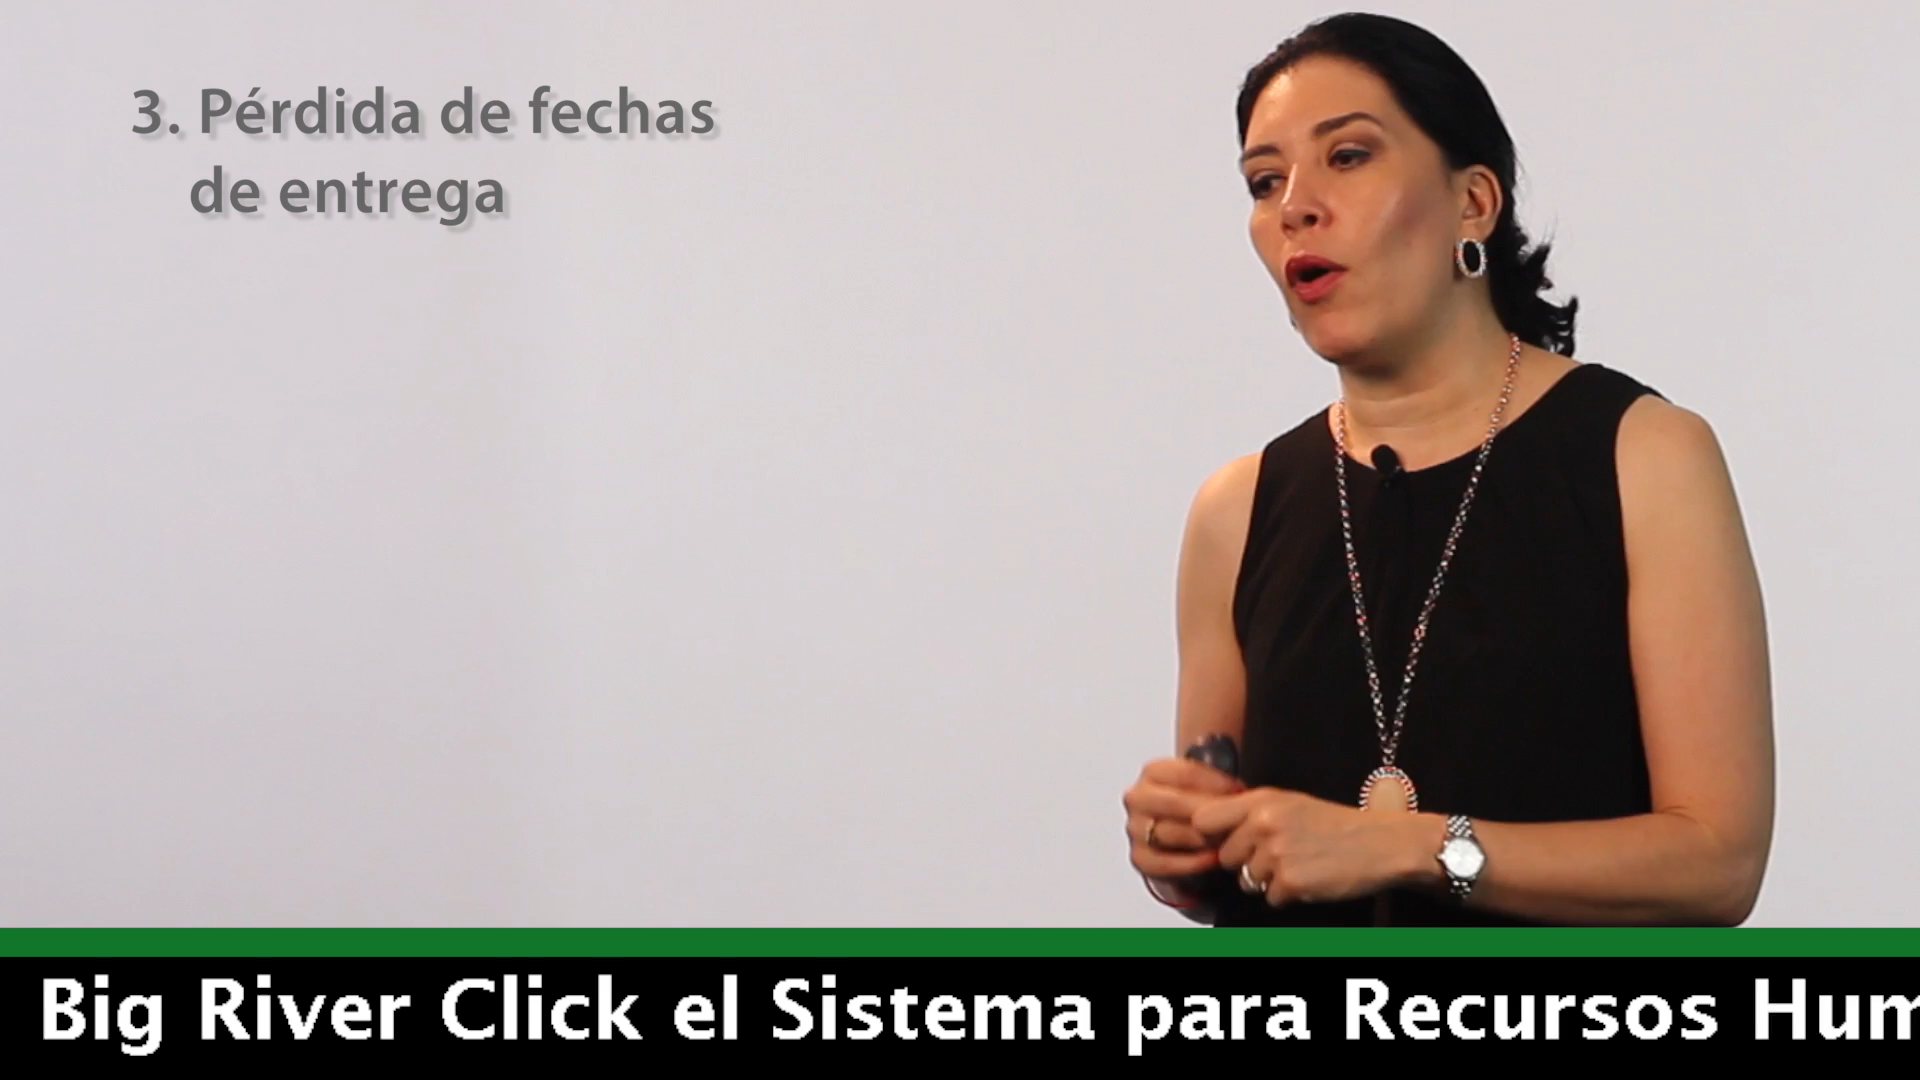 3. Pérdida de fechas
de entrega
Big River Click el Sistema para Recursos Hum